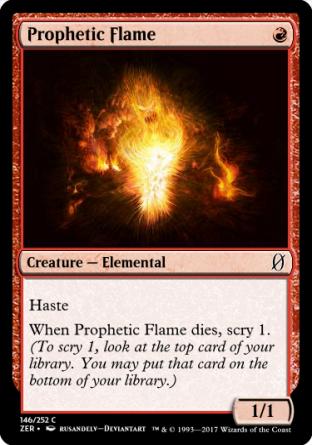 Prophetic Flame
Creature — Elemental
Haste
When Prophetic Flame dies, scry 1.
(To scry 1, look at the top card of your
library. You may put that card on the
bottom of your library.)
1/1
146/252 C
ZER • RUSANDELV—DEVIANTART ™ & © 1993—2017 Wizards of the Coast